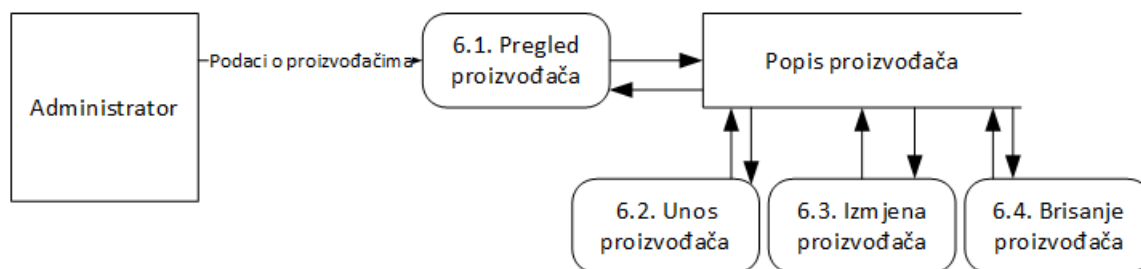 Administrator
Podaci o proizvođačima
6.1. Pregled
proizvođača
Popis proizvođača
6.2. Unos
proizvođača
6.3. Izmjena
proizvođača
6.4. Brisanje
proizvođača